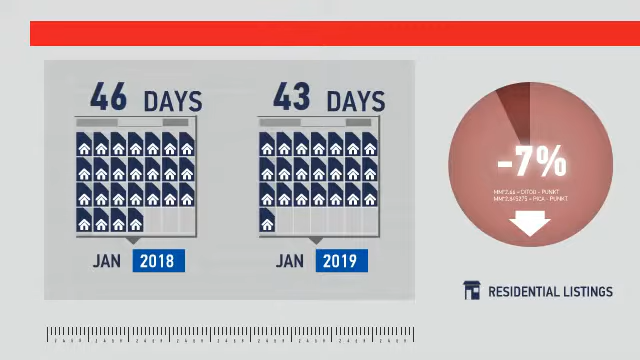 46 DAYS
43 DAYS
-7%
JAN 2018
JAN 2019
RESIDENTIAL LISTINGS